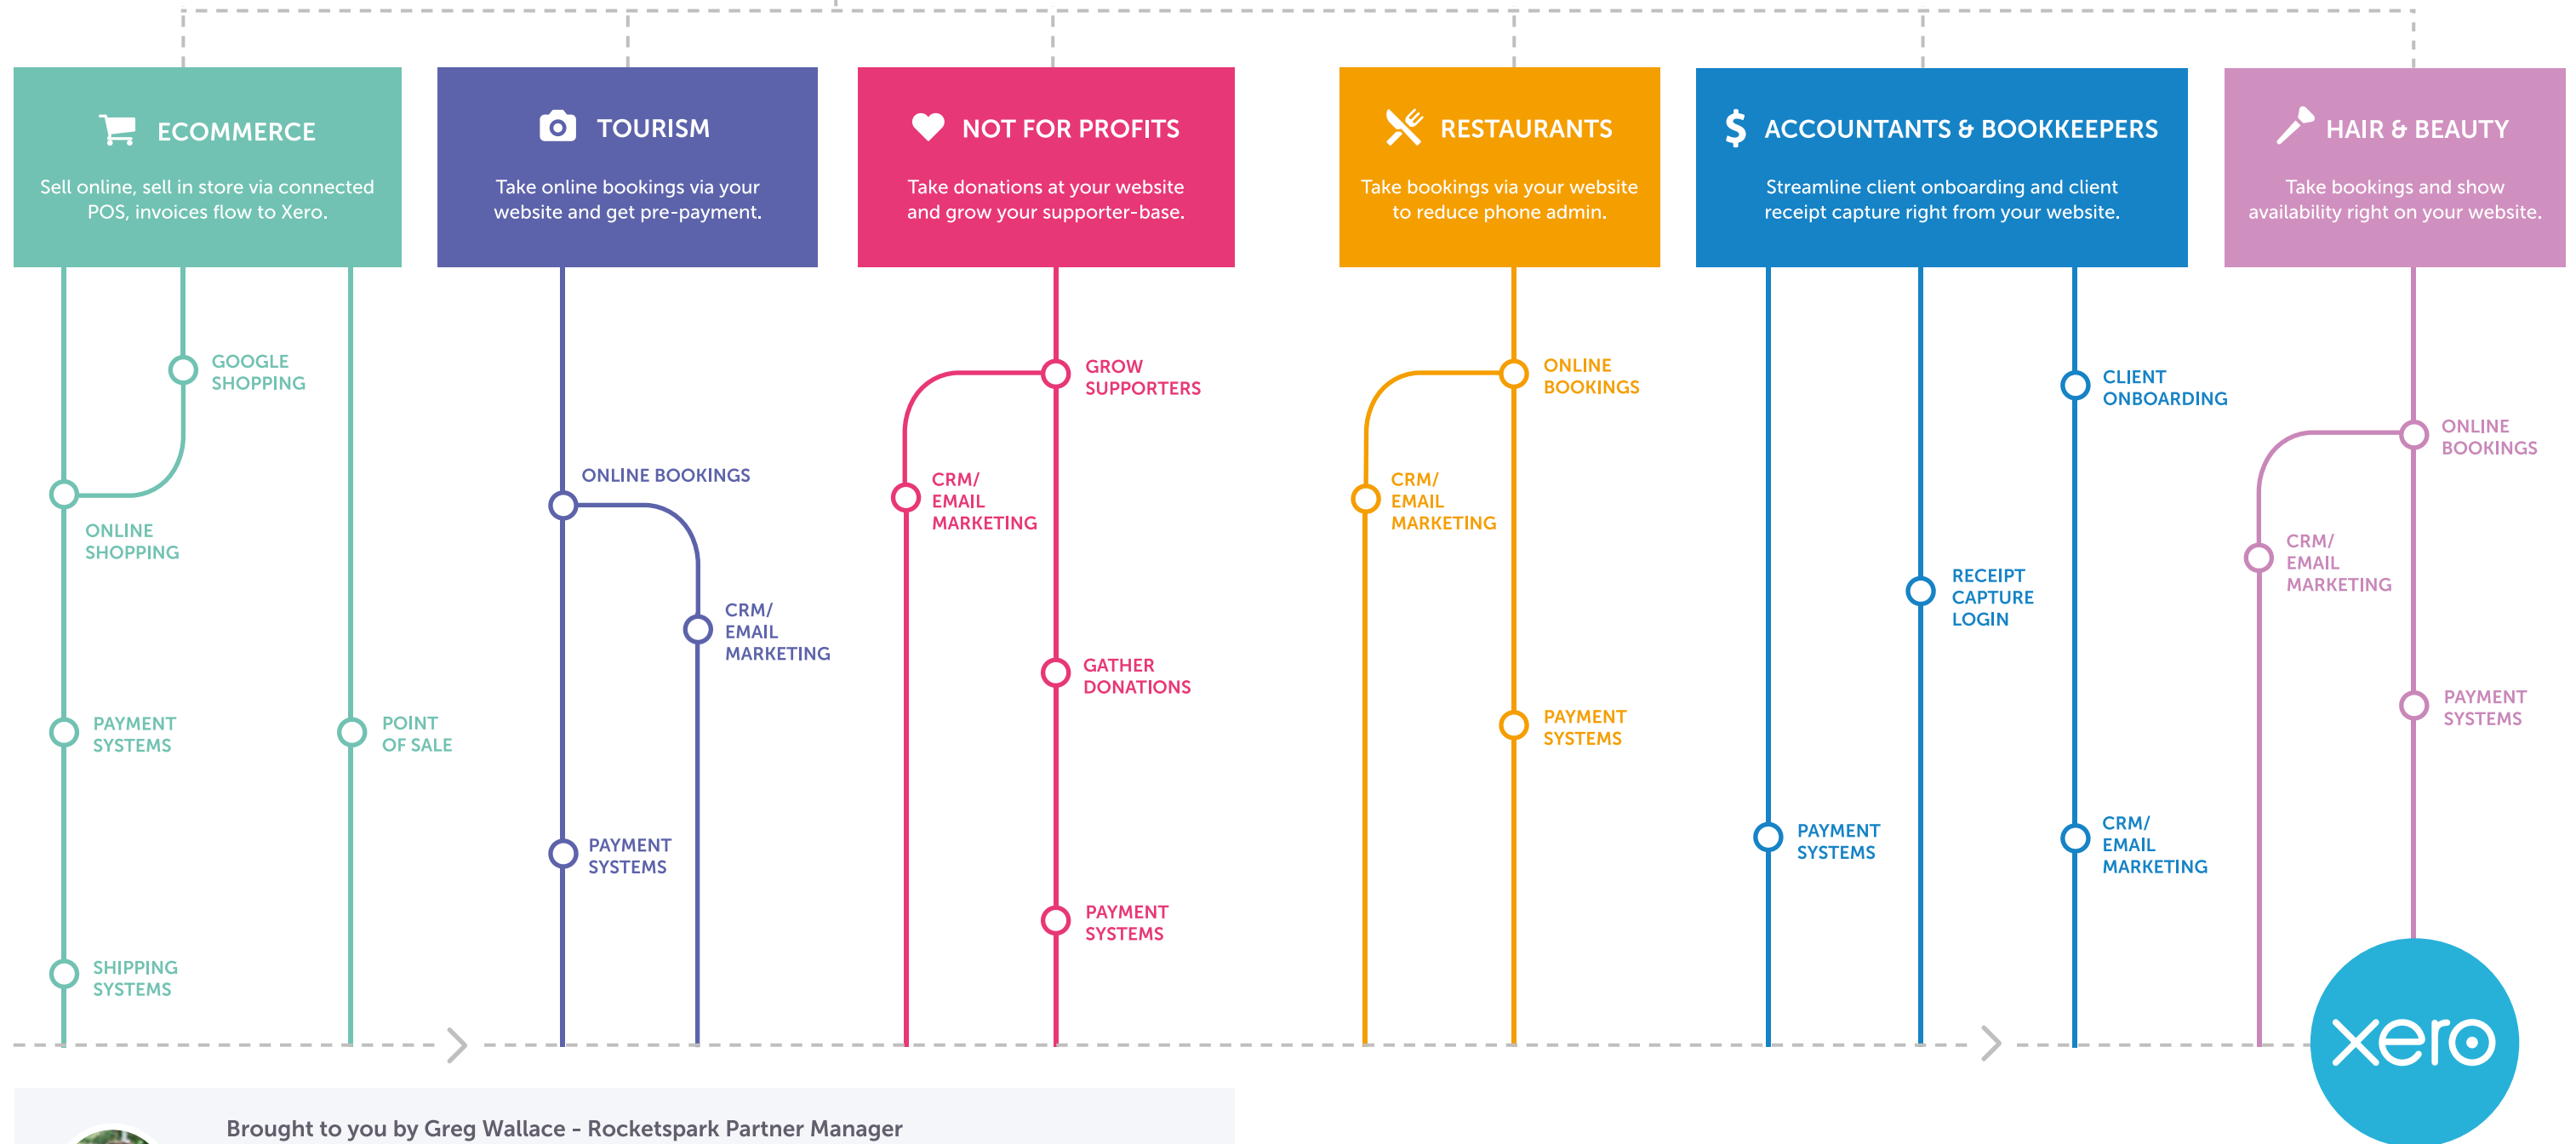 ECOMMERCE
Sell online, sell in store via connected
POS, invoices flow to Xero.
TOURISM
Take online bookings via your
website and get pre-payment.
NOT FOR PROFITS
Take donations at your website
and grow your supporter-base.
RESTAURANTS
Take bookings via your website
to reduce phone admin.
ACCOUNTANTS & BOOKKEEPERS
Streamline client onboarding and client
receipt capture right from your website.
HAIR & BEAUTY
Take bookings and show
availability right on your website.
GOOGLE
SHOPPING
ONLINE
SHOPPING
PAYMENT
SYSTEMS
POINT
OF SALE
SHIPPING
SYSTEMS
ONLINE BOOKINGS
CRM/
EMAIL
MARKETING
PAYMENT
SYSTEMS
GROW
SUPPORTERS
CRM/
EMAIL
MARKETING
GATHER
DONATIONS
PAYMENT
SYSTEMS
ONLINE
BOOKINGS
CRM/
EMAIL
MARKETING
PAYMENT
SYSTEMS
CLIENT
ONBOARDING
RECEIPT
CAPTURE
LOGIN
PAYMENT
SYSTEMS
CRM/
EMAIL
MARKETING
ONLINE
BOOKINGS
CRM/
EMAIL
MARKETING
PAYMENT
SYSTEMS
xero
Brought to you by Greg Wallace - Rocketspark Partner Manager